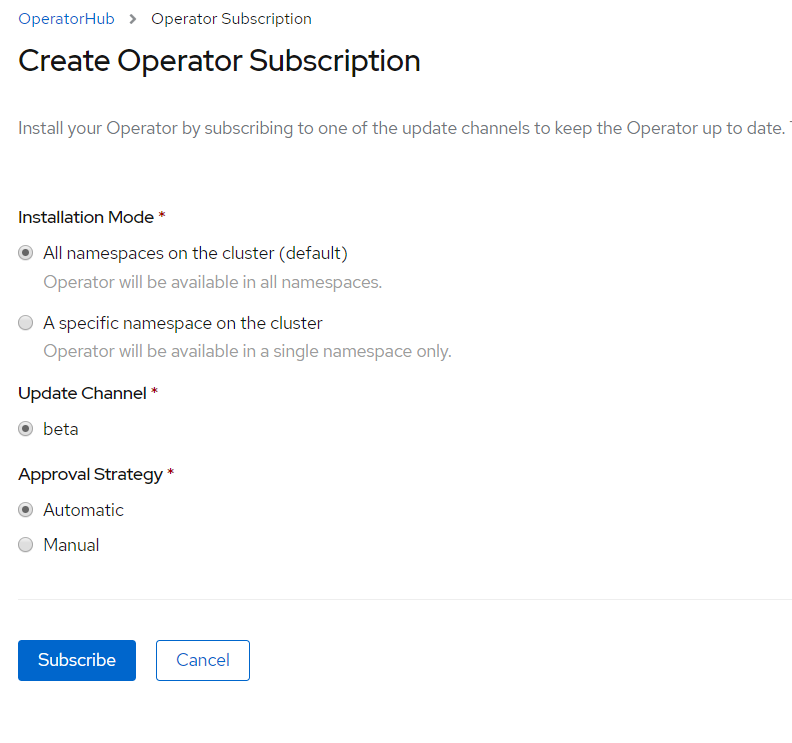 OperatorHub > Operator Subscription
Create Operator Subscription
Install your Operator by subscribing to one of the update channels to keep the Operator up to date.
Installation Mode *
All namespaces on the cluster (default)
Operator will be available in all namespaces.
A specific namespace on the cluster
Operator will be available in a single namespace only.
Update Channel *
beta
Approval Strategy *
Automatic
Manual
Subscribe Cancel